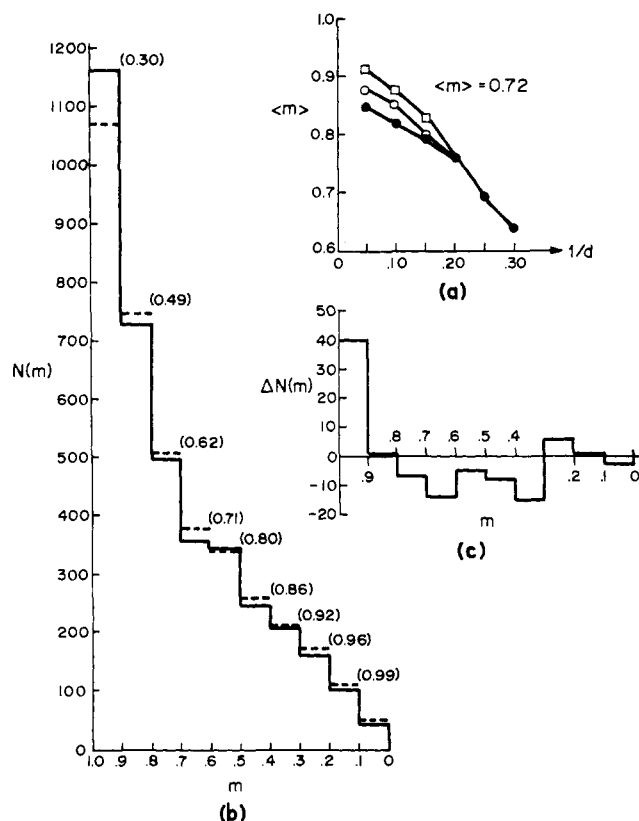 1200
1100
1000
900
800
700
600
500
400
300
200
100
0
N(m)
(0.30)
(0.49)
(0.62)
(0.71)
(0.80)
(0.86)
(0.92)
(0.96)
(0.99)
1.0 .9 .8 .7 .6 .5 .4 .3 .2 .1 0
m
(b)
1.0
0.9
<m>
0.8
0.7
0.6
<m> = 0.72
0 .10 .20 0.30 1/d
(a)
50
40
30
ΔN(m)
20
10
0
-10
-20
.8 .7 .6 .5 .4
.9 .2 0.1 0
m
(c)